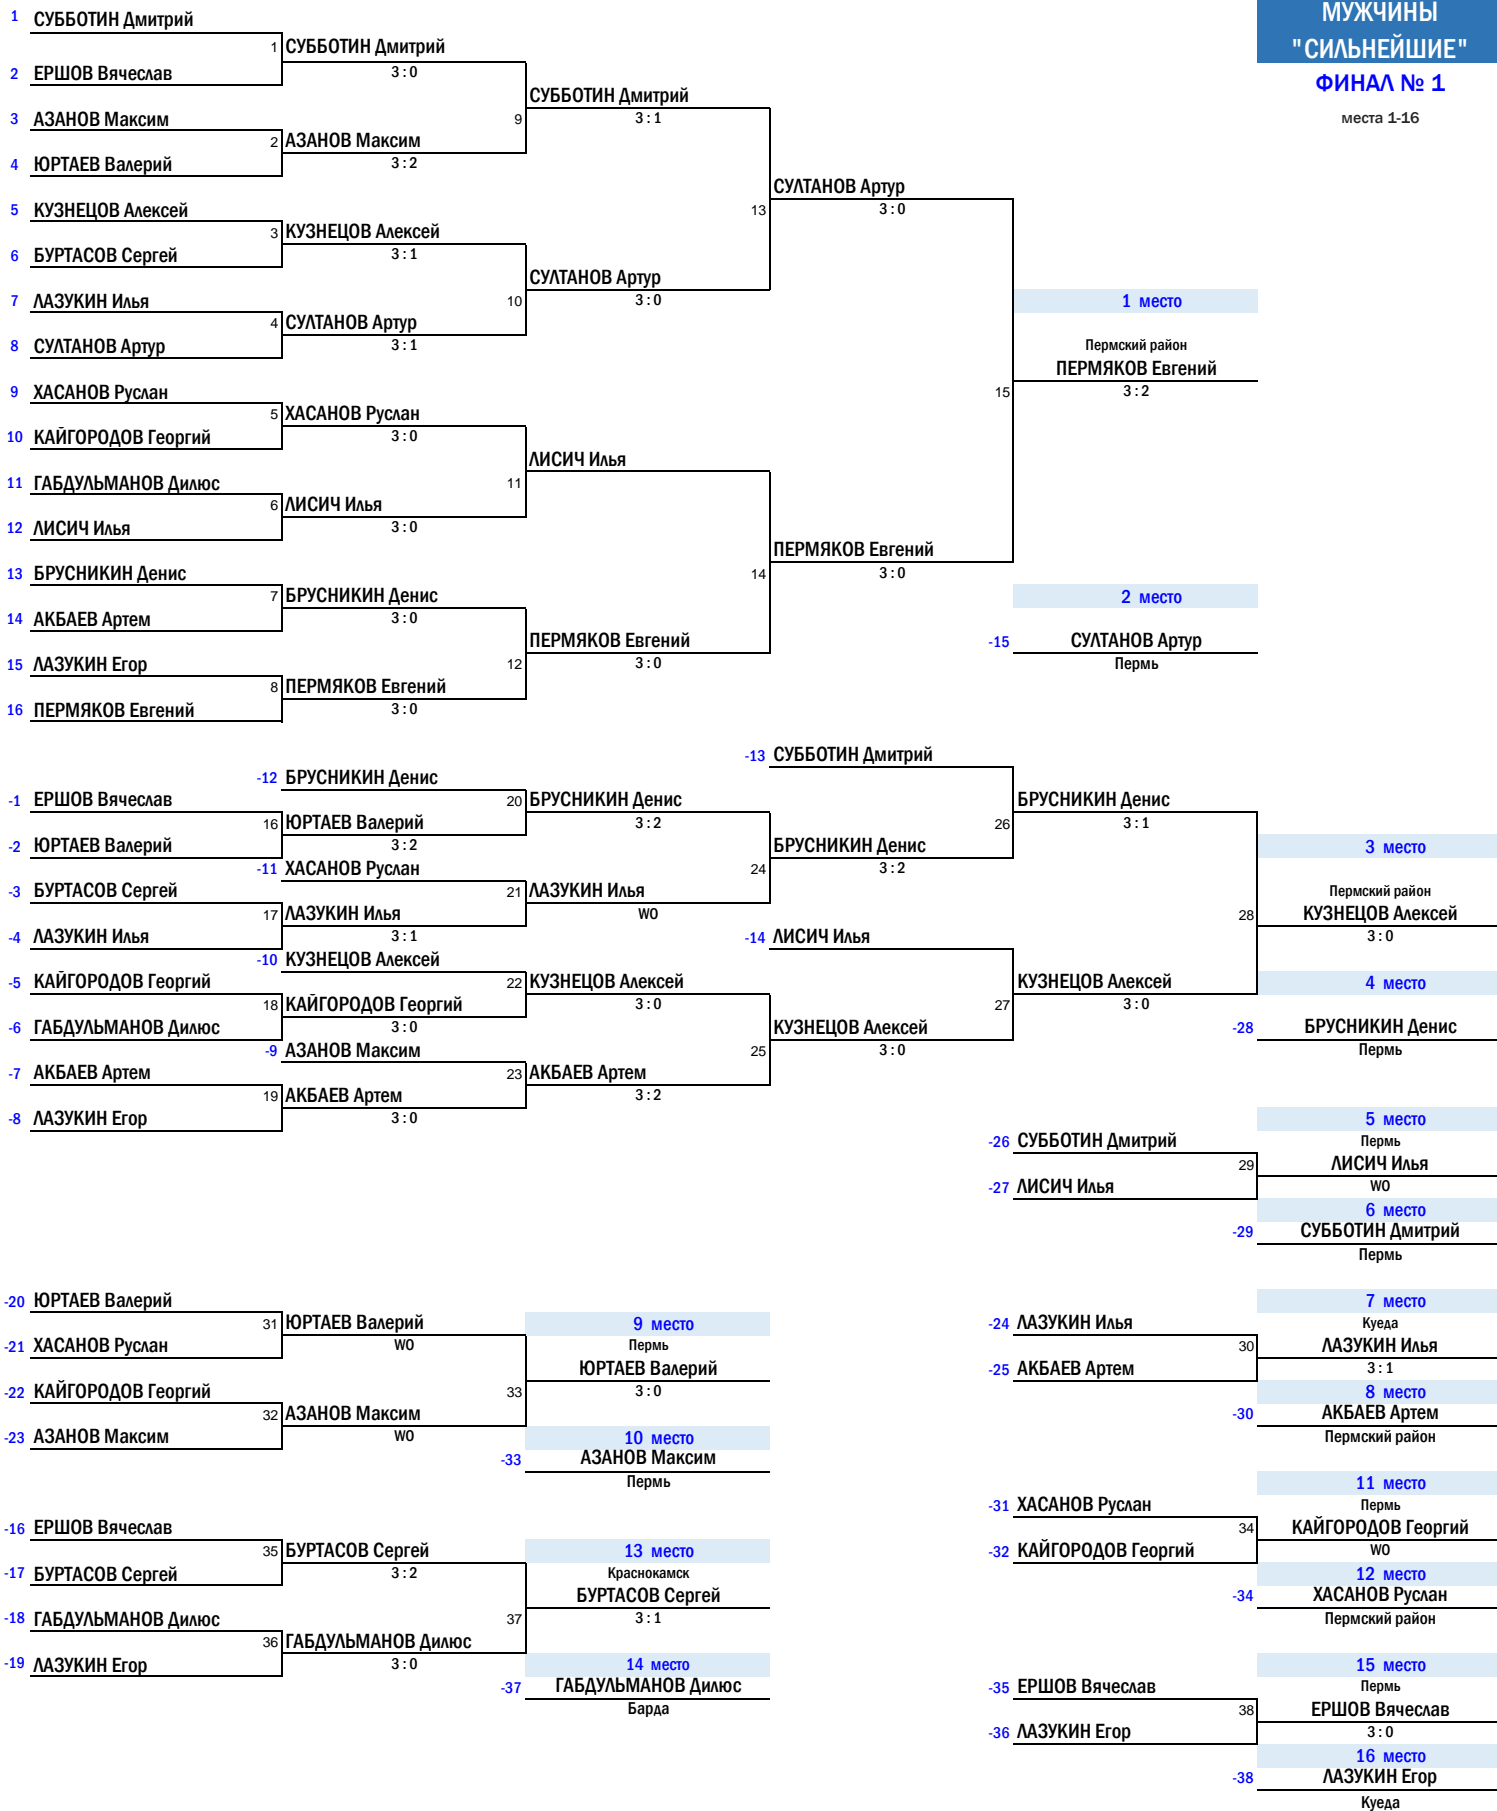 МУЖЧИНЫ
"СИЛЬНЕЙШИЕ"
ФИНАЛ № 1
места 1-16
1 СУББОТИН Дмитрий
1 СУББОТИН Дмитрий
3:0
2 ЕРШОВ Вячеслав
СУББОТИН Дмитрий
9 3:1
3 АЗАНОВ Максим
2 АЗАНОВ Максим
3:2
4 ЮРТАЕВ Валерий
СУЛТАНОВ Артур
13 3:0
5 КУЗНЕЦОВ Алексей
3 КУЗНЕЦОВ Алексей
3:1
6 БУРТАСОВ Сергей
СУЛТАНОВ Артур
10 3:0
7 ЛАЗУКИН Илья
4 СУЛТАНОВ Артур
3:1
8 СУЛТАНОВ Артур
1 место
Пермский район
ПЕРМЯКОВ Евгений
15 3:2
9 ХАСАНОВ Руслан
5 ХАСАНОВ Руслан
3:0
10 КАЙГОРОДОВ Георгий
ЛИСИЧ Илья
11
11 ГАБДУЛЬМАНОВ Дилюс
6 ЛИСИЧ Илья
3:0
12 ЛИСИЧ Илья
ПЕРМЯКОВ Евгений
14 3:0
13 БРУСНИКИН Денис
7 БРУСНИКИН Денис
3:0
14 АКБАЕВ Артем
ПЕРМЯКОВ Евгений
12 3:0
15 ЛАЗУКИН Егор
8 ПЕРМЯКОВ Евгений
3:0
16 ПЕРМЯКОВ Евгений
2 место
-15 СУЛТАНОВ Артур
Пермь
-13 СУББОТИН Дмитрий
-12 БРУСНИКИН Денис
-1 ЕРШОВ Вячеслав
20 БРУСНИКИН Денис
3:2
БРУСНИКИН Денис
26 3:1
16 ЮРТАЕВ Валерий
3:2
-2 ЮРТАЕВ Валерий
БРУСНИКИН Денис
24 3:2
3 место
-11 ХАСАНОВ Руслан
-3 БУРТАСОВ Сергей
21 ЛАЗУКИН Илья
WO
Пермский район
КУЗНЕЦОВ Алексей
28 3:0
17 ЛАЗУКИН Илья
3:1
-4 ЛАЗУКИН Илья
-14 ЛИСИЧ Илья
-10 КУЗНЕЦОВ Алексей
-5 КАЙГОРОДОВ Георгий
22 КУЗНЕЦОВ Алексей
3:0
КУЗНЕЦОВ Алексей
27 3:0
4 место
18 КАЙГОРОДОВ Георгий
3:0
-6 ГАБДУЛЬМАНОВ Дилюс
КУЗНЕЦОВ Алексей
25 3:0
-28 БРУСНИКИН Денис
Пермь
-9 АЗАНОВ Максим
-7 АКБАЕВ Артем
23 АКБАЕВ Артем
3:2
19 АКБАЕВ Артем
3:0
-8 ЛАЗУКИН Егор
5 место
-26 СУББОТИН Дмитрий
Пермь
29 ЛИСИЧ Илья
WO
-27 ЛИСИЧ Илья
6 место
-29 СУББОТИН Дмитрий
Пермь
-20 ЮРТАЕВ Валерий
31 ЮРТАЕВ Валерий
WO
-21 ХАСАНОВ Руслан
9 место
Пермь
ЮРТАЕВ Валерий
33 3:0
-22 КАЙГОРОДОВ Георгий
32 АЗАНОВ Максим
WO
-23 АЗАНОВ Максим
10 место
-33 АЗАНОВ Максим
Пермь
7 место
-24 ЛАЗУКИН Илья
Куеда
30 ЛАЗУКИН Илья
3:1
-25 АКБАЕВ Артем
8 место
-30 АКБАЕВ Артем
Пермский район
11 место
-31 ХАСАНОВ Руслан
Пермь
34 КАЙГОРОДОВ Георгий
WO
-32 КАЙГОРОДОВ Георгий
12 место
-34 ХАСАНОВ Руслан
Пермский район
-16 ЕРШОВ Вячеслав
35 БУРТАСОВ Сергей
3:2
-17 БУРТАСОВ Сергей
13 место
Краснокамск
БУРТАСОВ Сергей
37 3:1
-18 ГАБДУЛЬМАНОВ Дилюс
36 ГАБДУЛЬМАНОВ Дилюс
3:0
-19 ЛАЗУКИН Егор
14 место
-37 ГАБДУЛЬМАНОВ Дилюс
Барда
15 место
-35 ЕРШОВ Вячеслав
Пермь
38 ЕРШОВ Вячеслав
3:0
-36 ЛАЗУКИН Егор
16 место
-38 ЛАЗУКИН Егор
Куеда